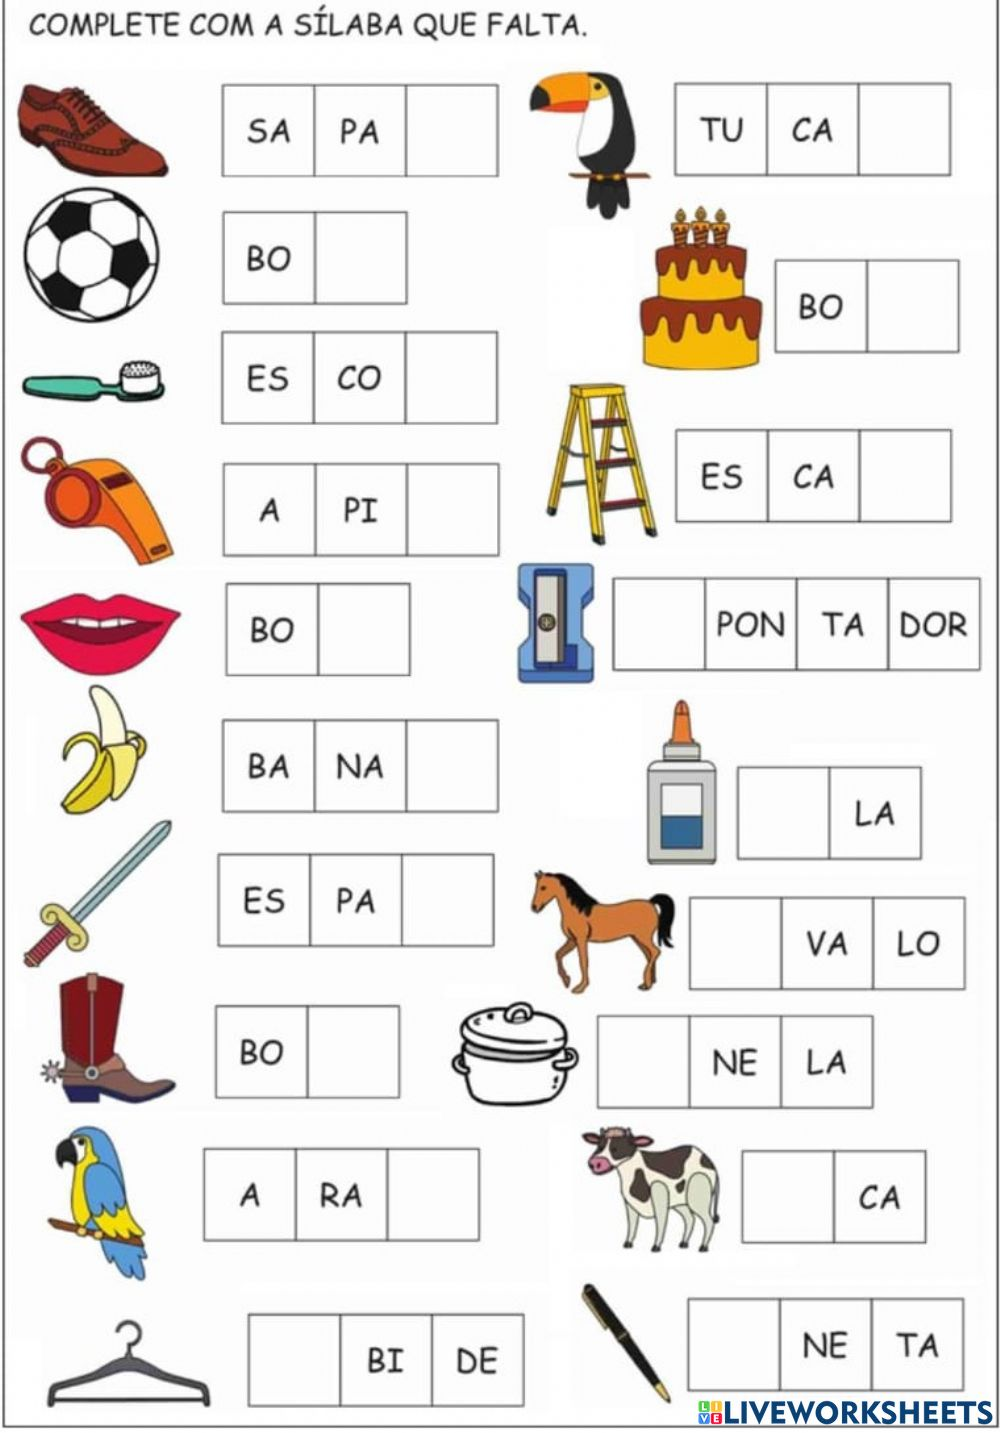 COMPLETE COM A SÍLABA QUE FALTA.
SA PA
TU CA
BO
BO
ES CO
ES CA
A PI
PON TA DOR
BO
BA NA
LA
ES PA
VA LO
BO
NE LA
A RA
CA
BI DE
NE TA
LIVE LIVEWORKSHEETS